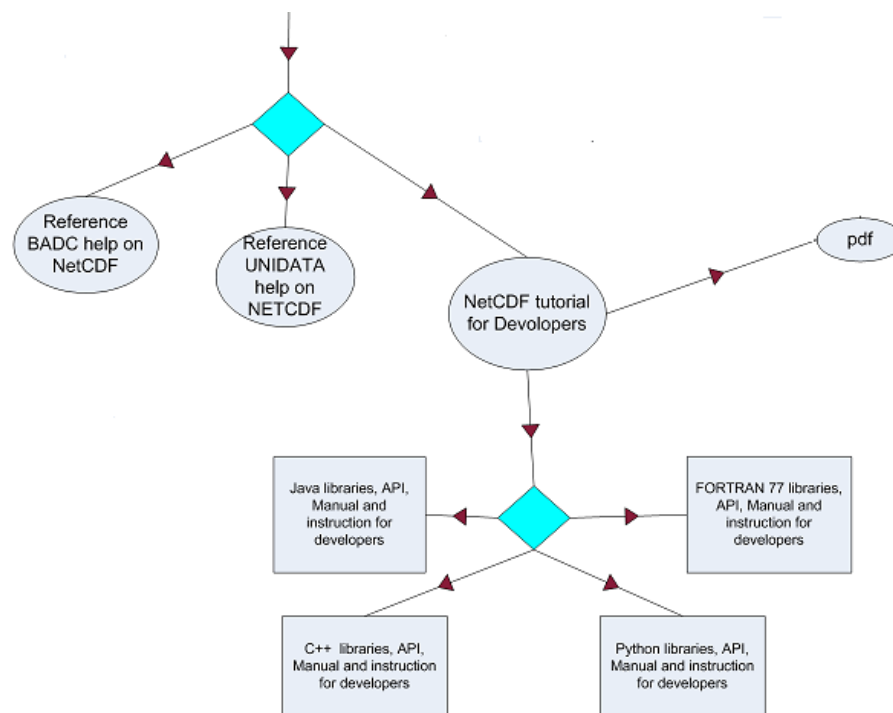 Reference
BADC help on
NetCDF
Reference
UNIDATA
help on
NETCDF
NetCDF tutorial
for Devolopers
pdf
Java libraries, API,
Manual and
instruction for
developers
FORTRAN 77 libraries,
API, Manual and
instruction for
developers
C++ libraries, API,
Manual and instruction
for developers
Python libraries, API,
Manual and instruction
for developers